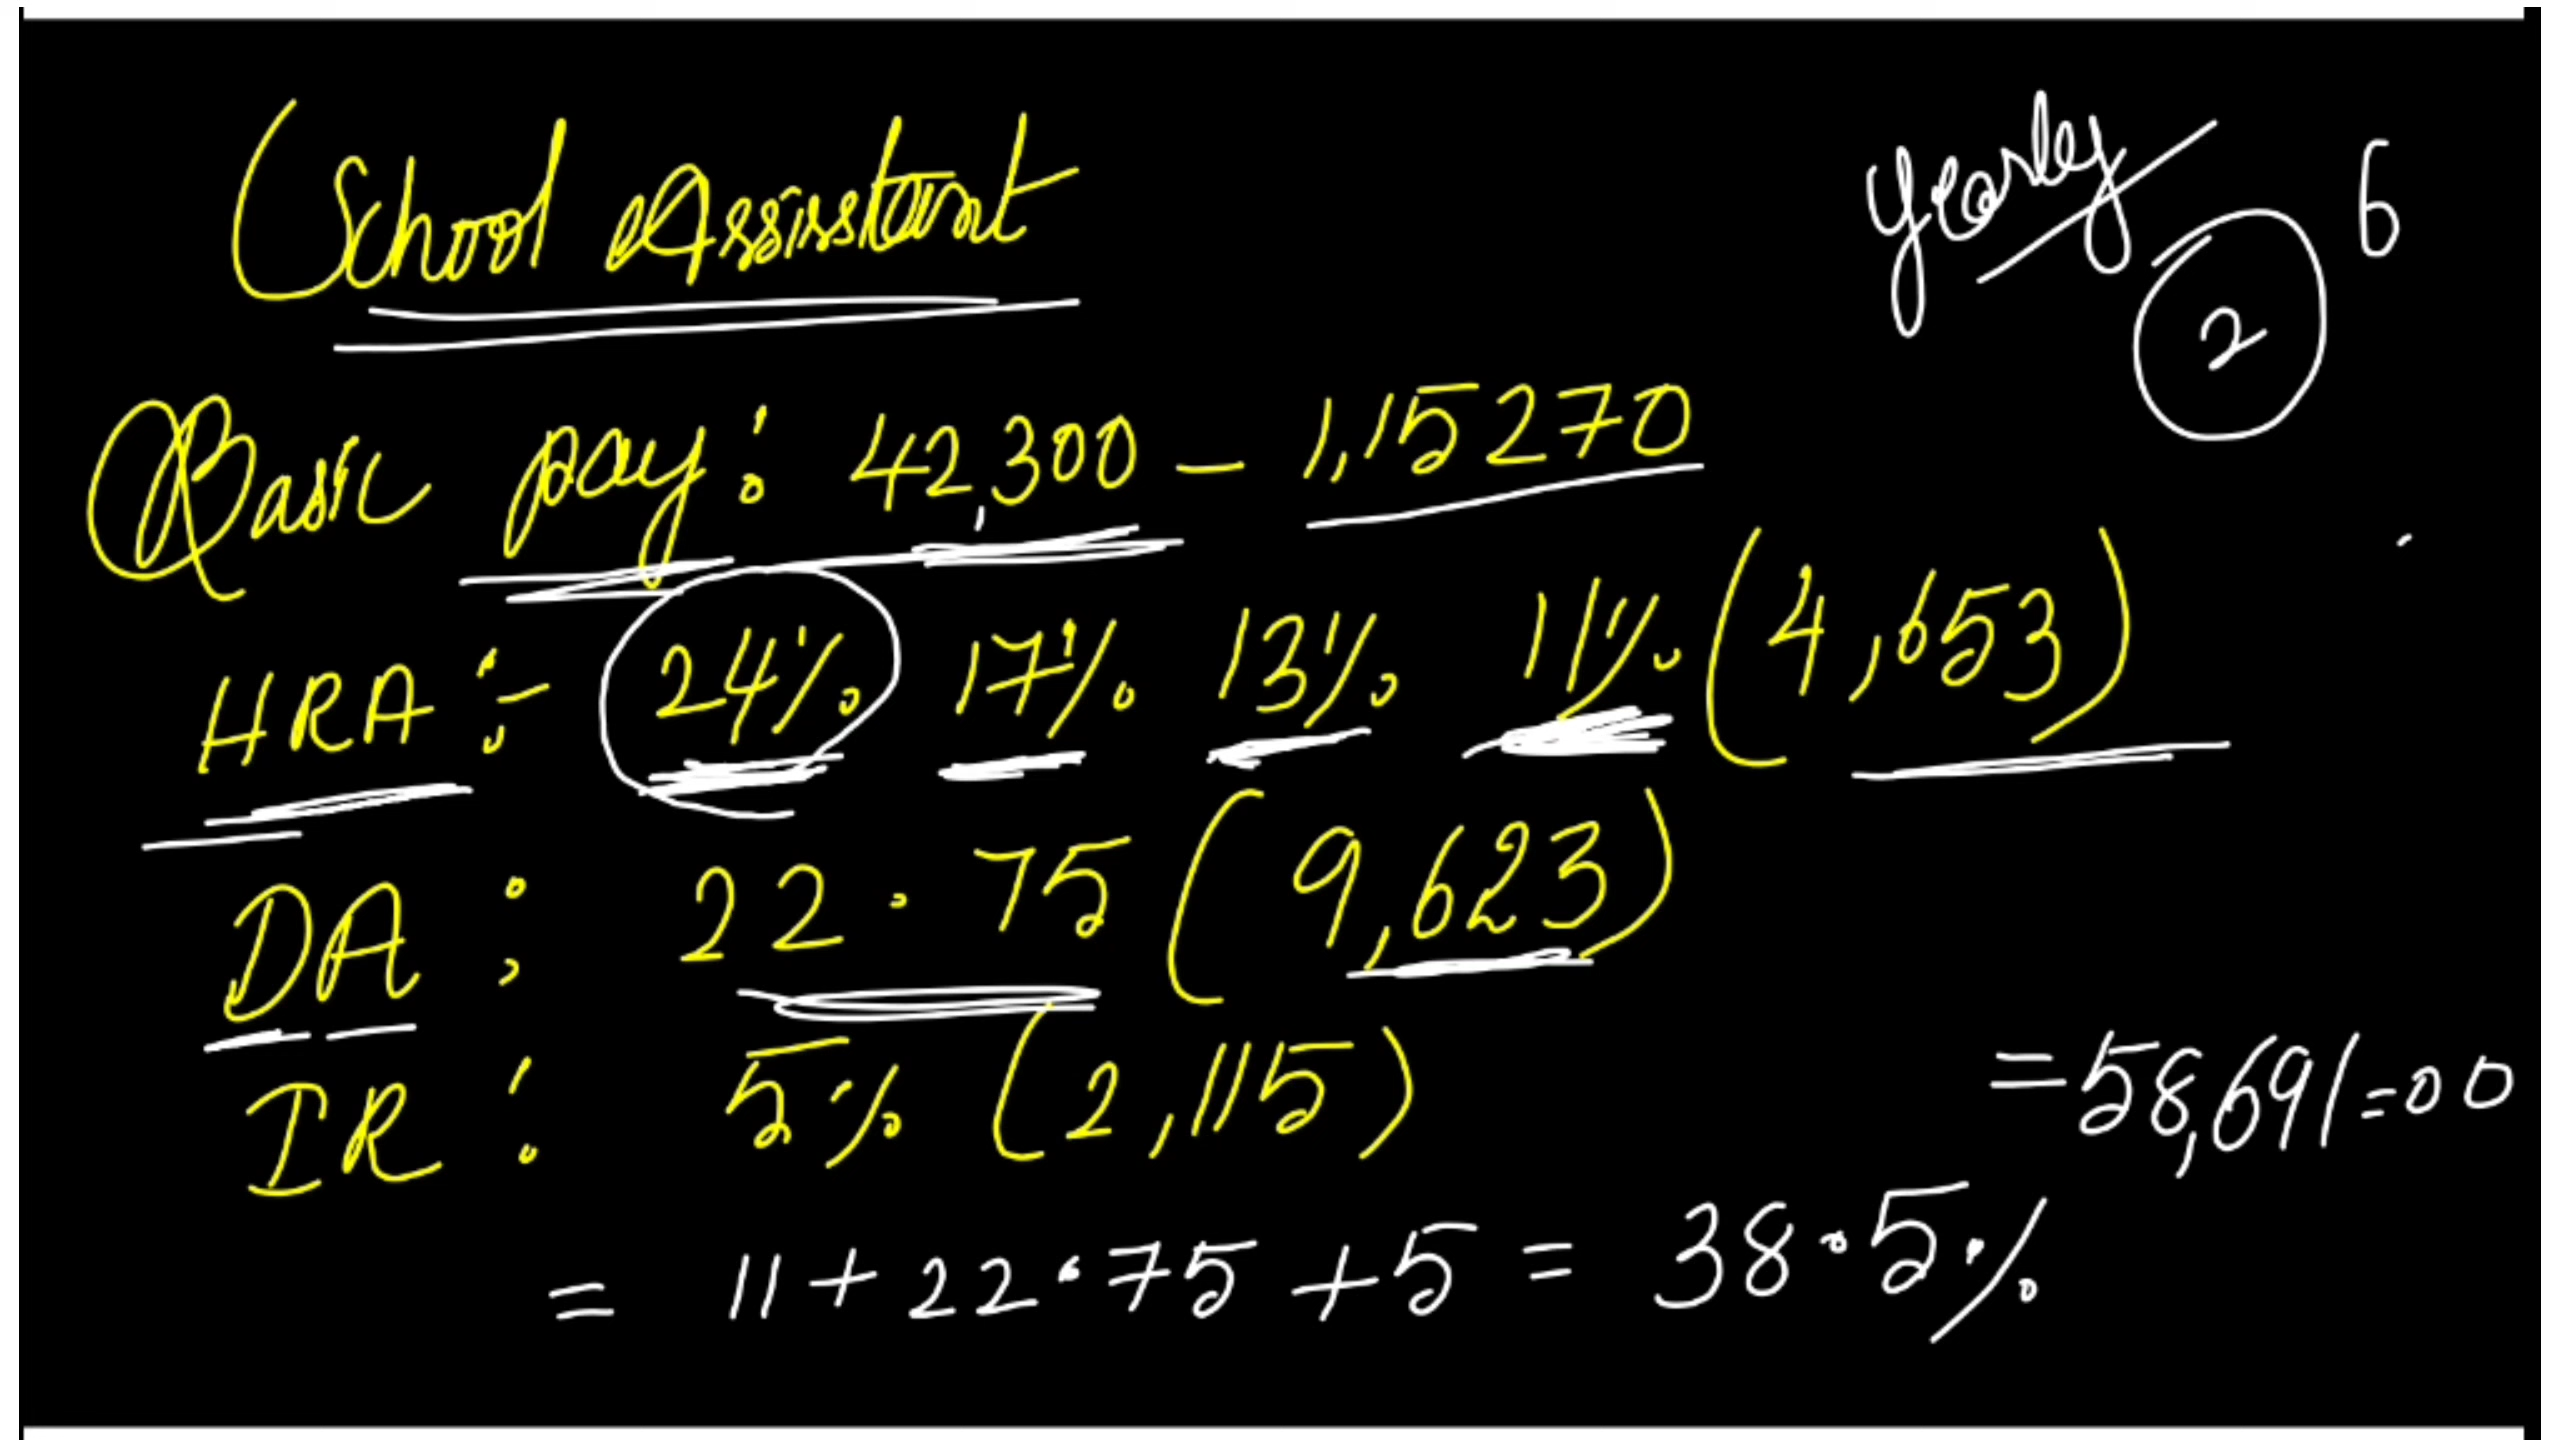 School Assisstant
Yearly 6
2
Basic pay: 42,300 - 1,15270
HRA :- 24% 17% 13% 11% (4,653)
DA : 22.75 (9,623)
IR : 5% (2,115)
=58,691=00
= 11+22.75+5= 38.5%